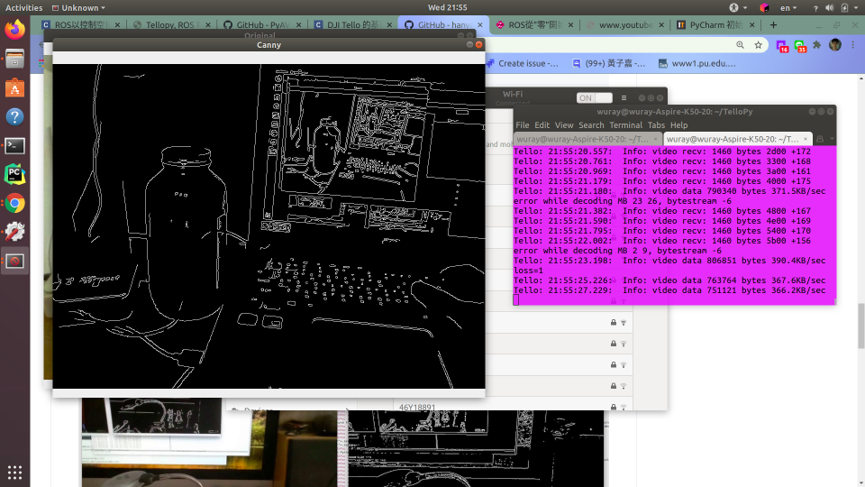 Activities
Unknown
Wed 21:55
en
ROS以控制空
Tellopy, ROS
GitHub - PyAV
DJI Tello 的基
GitHub - hanya
ROS從"零"開
www.youtube
PyCharm 初始
Original
Canny
Create issue -...
(99+) 黃子嘉 -...
www1.pu.edu....
Wi-Fi
Connected
ON
wuray@wuray-Aspire-K50-20: ~/TelloPy
File Edit View Search Terminal Tabs Help
wuray@wuray-Aspire-K50-20: ~/T...
wuray@wuray-Aspire-K50-20: ~/T...
Tello: 21:55:20.557: Info: video recv: 1460 bytes 2d00 +172
Tello: 21:55:20.761: Info: video recv: 1460 bytes 3300 +168
Tello: 21:55:20.969: Info: video recv: 1460 bytes 3a00 +161
Tello: 21:55:21.179: Info: video recv: 1460 bytes 4000 +175
Tello: 21:55:21.180: Info: video data 790340 bytes 371.5KB/sec
error while decoding MB 23 26, bytestream -6
Tello: 21:55:21.382: Info: video recv: 1460 bytes 4800 +167
Tello: 21:55:21.590: Info: video recv: 1460 bytes 4e00 +169
Tello: 21:55:21.795: Info: video recv: 1460 bytes 5400 +170
Tello: 21:55:22.002: Info: video recv: 1460 bytes 5b00 +156
error while decoding MB 2 9, bytestream -6
Tello: 21:55:23.198: Info: video data 806851 bytes 390.4KB/sec
loss=1
Tello: 21:55:25.226: Info: video data 763764 bytes 367.6KB/sec
Tello: 21:55:27.229: Info: video data 751121 bytes 366.2KB/sec
46Y18891